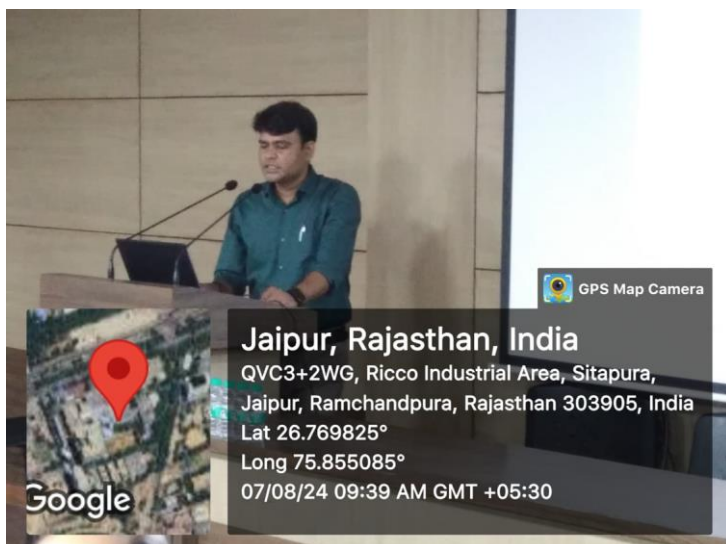 GPS Map Camera
Jaipur, Rajasthan, India
QVC3+2WG, Ricco Industrial Area, Sitapura,
Jaipur, Ramchandpura, Rajasthan 303905, India
Lat 26.769825°
Long 75.855085°
07/08/24 09:39 AM GMT +05:30
Google